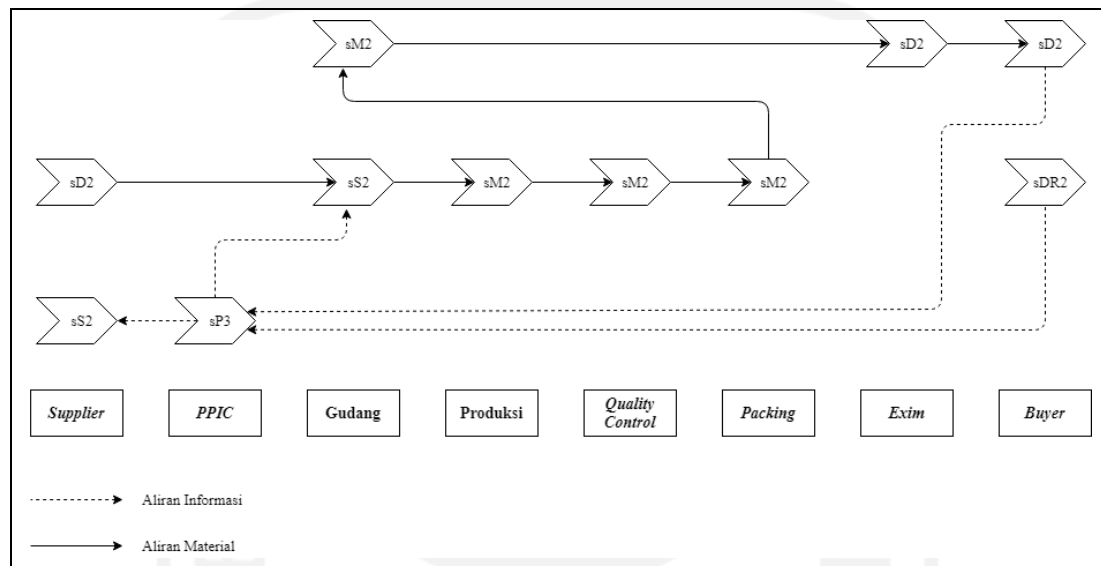 sM2
sD2
sD2
sD2
sS2
sM2
sM2
sM2
sDR2
sS2
sP3
Supplier
PPIC
Gudang
Produksi
Quality
Control
Packing
Exim
Buyer
Aliran Informasi
Aliran Material